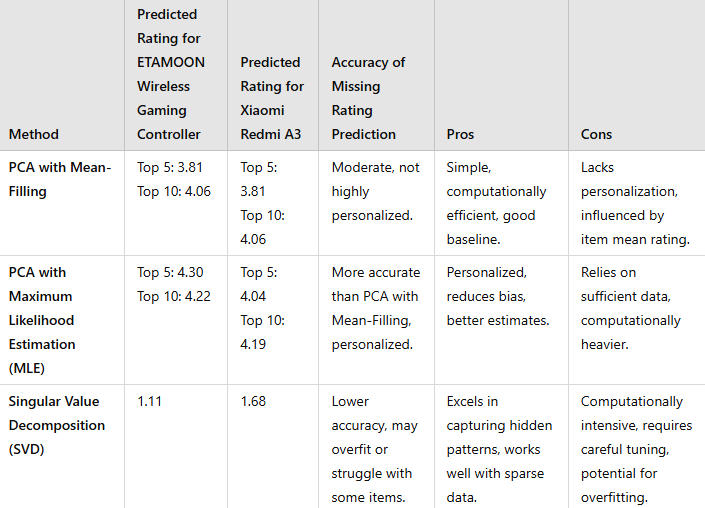 Method
Predicted
Rating for
ETAMOON
Wireless
Gaming
Controller
Predicted
Rating for
Xiaomi
Redmi A3
Accuracy of
Missing
Rating
Prediction
Pros
Cons
PCA with Mean-
Filling
Top 5: 3.81
Top 10: 4.06
Top 5:
3.81
Top 10:
4.06
Moderate, not
highly
personalized.
Simple,
computationally
efficient, good
baseline.
Lacks
personalization,
influenced by
item mean rating.
PCA with
Maximum
Likelihood
Estimation
(MLE)
Top 5: 4.30
Top 10: 4.22
Top 5:
4.04
Top 10:
4.19
More accurate
than PCA with
Mean-Filling,
personalized.
Personalized,
reduces bias,
better estimates.
Relies on
sufficient data,
computationally
heavier.
Singular Value
Decomposition
(SVD)
1.11
1.68
Lower
accuracy, may
overfit or
struggle with
some items.
Excels in
capturing hidden
patterns, works
well with sparse
data.
Computationally
intensive, requires
careful tuning,
potential for
overfitting.